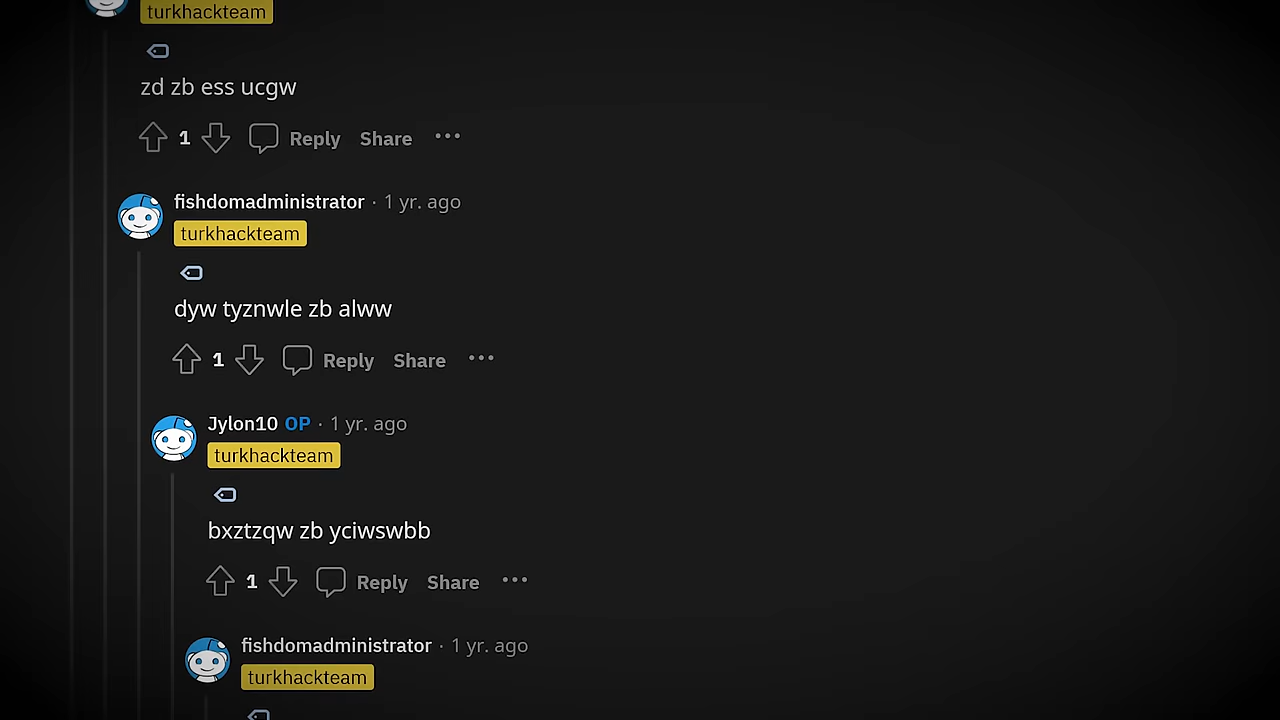 turkhackteam
zd zb ess ucgw
1 Reply Share ...
fishdomadministrator · 1 yr. ago
turkhackteam
dyw tyznwle zb alww
1 Reply Share ...
Jylon10 OP · 1 yr. ago
turkhackteam
bxztzqw zb yciwswbb
1 Reply Share ...
fishdomadministrator · 1 yr. ago
turkhackteam